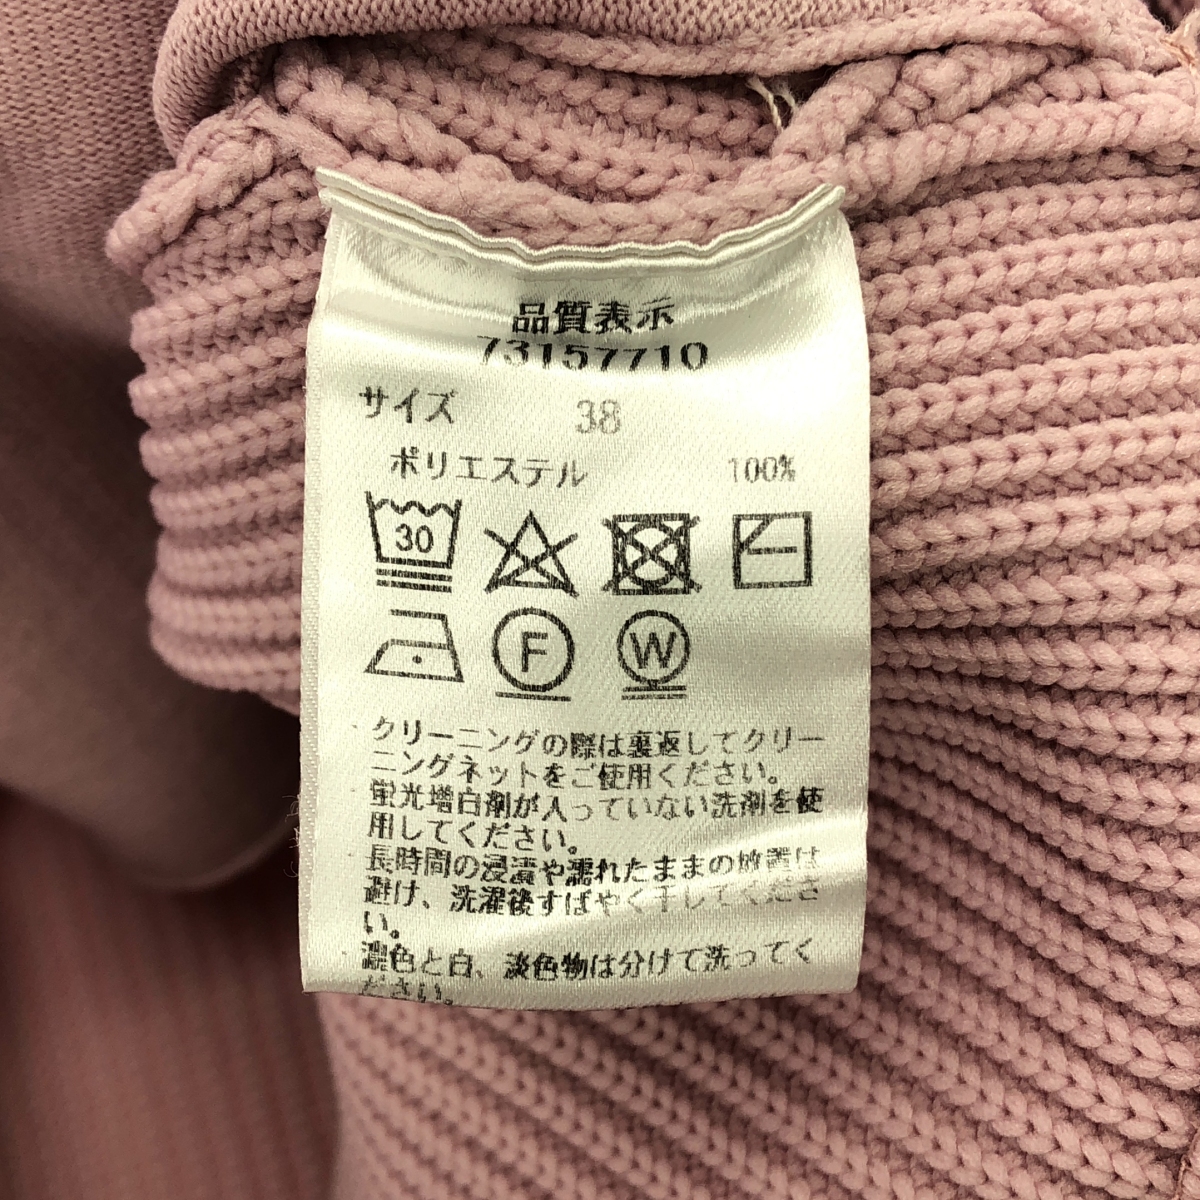 品質表示
73157710
サイズ 38
ポリエステル 100%
30
F W
クリーニングの際は裏返してクリー
ニングネットをご使用ください。
蛍光増白剤が入っていない洗剤を使
用してください。
長時間の浸漬や濡れたままの放置は
避け、洗濯後すばやく干してくださ
い。
濃色と白、淡色物は分けて洗ってく
ださい。